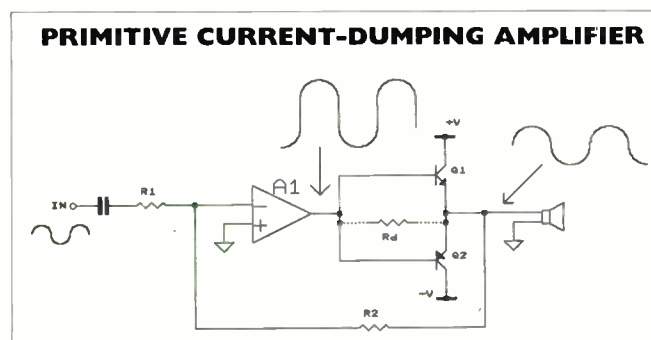 PRIMITIVE CURRENT-DUMPING AMPLIFIER
+V
A1
Q1
R1
IN
Rd
Q2
-V
R2